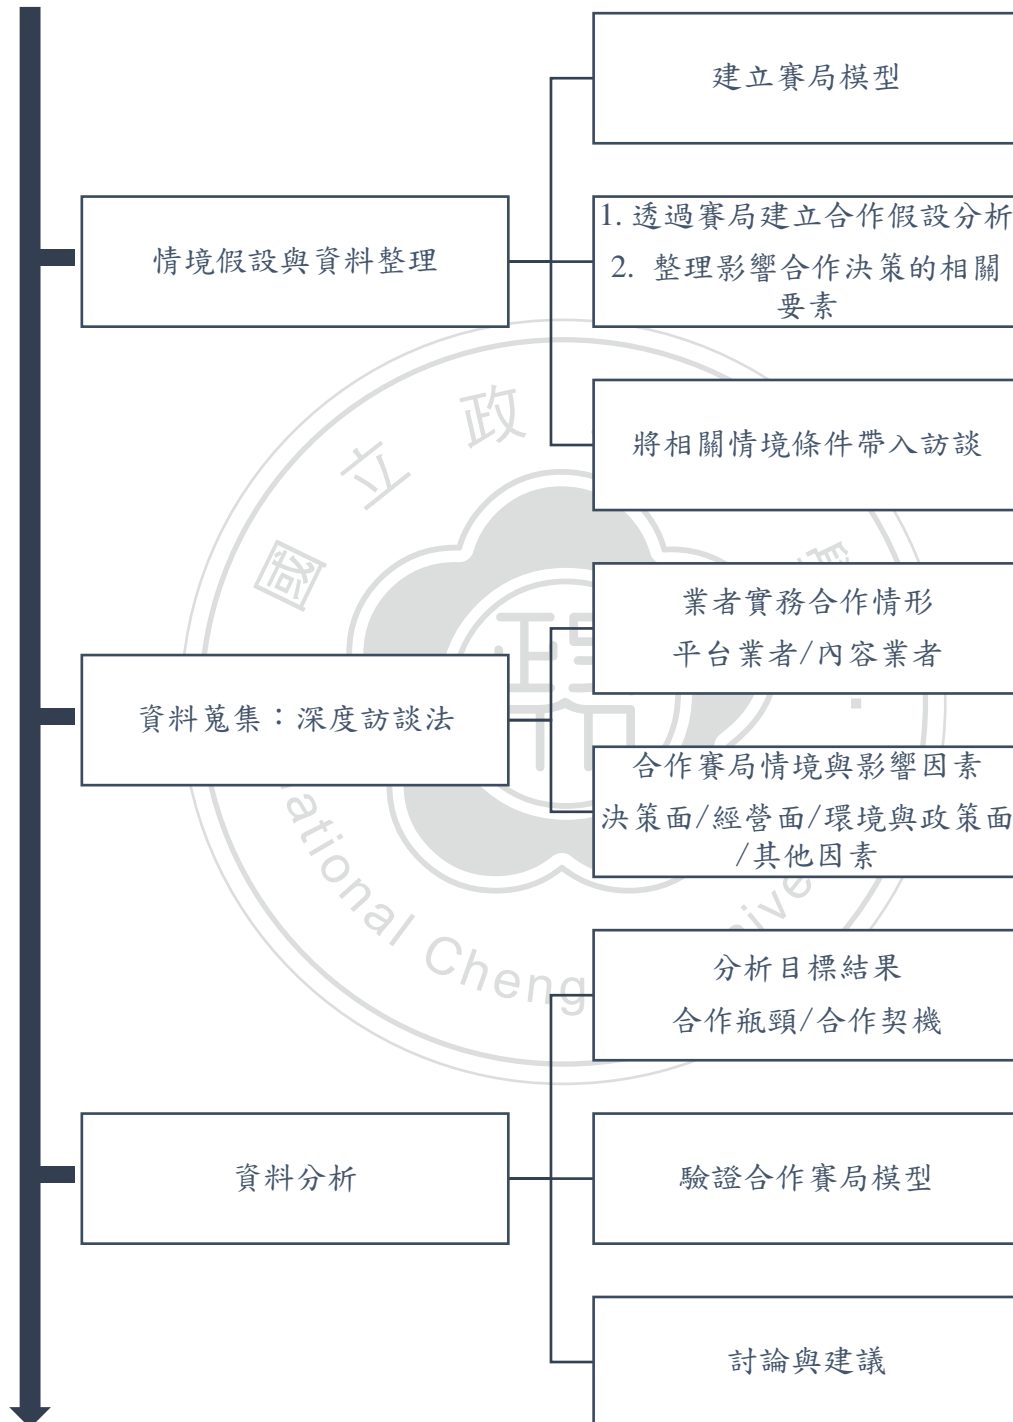 建立賽局模型
情境假設與資料整理
1. 透過賽局建立合作假設分析
2. 整理影響合作決策的相關
要素
將相關情境條件帶入訪談
資料蒐集：深度訪談法
業者實務合作情形
平台業者/內容業者
合作賽局情境與影響因素
決策面/經營面/環境與政策面
/其他因素
資料分析
分析目標結果
合作瓶頸/合作契機
驗證合作賽局模型
討論與建議
國立政
ational Cheng